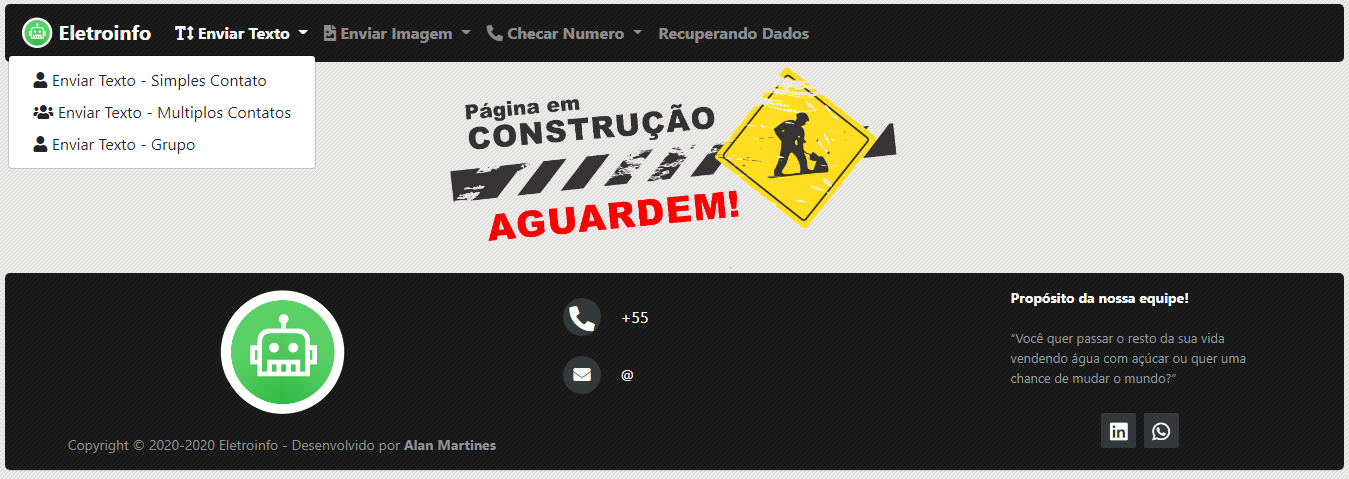 Eletroinfo Enviar Texto Enviar Imagem Checar Numero Recuperando Dados
Enviar Texto - Simples Contato
Enviar Texto - Multiplos Contatos
Enviar Texto - Grupo
Página em
CONSTRUÇÃO
AGUARDEM!
+55
@
Copyright © 2020-2020 Eletroinfo - Desenvolvido por Alan Martines
Propósito da nossa equipe!
“Você quer passar o resto da sua vida
vendendo água com açúcar ou quer uma
chance de mudar o mundo?”
in